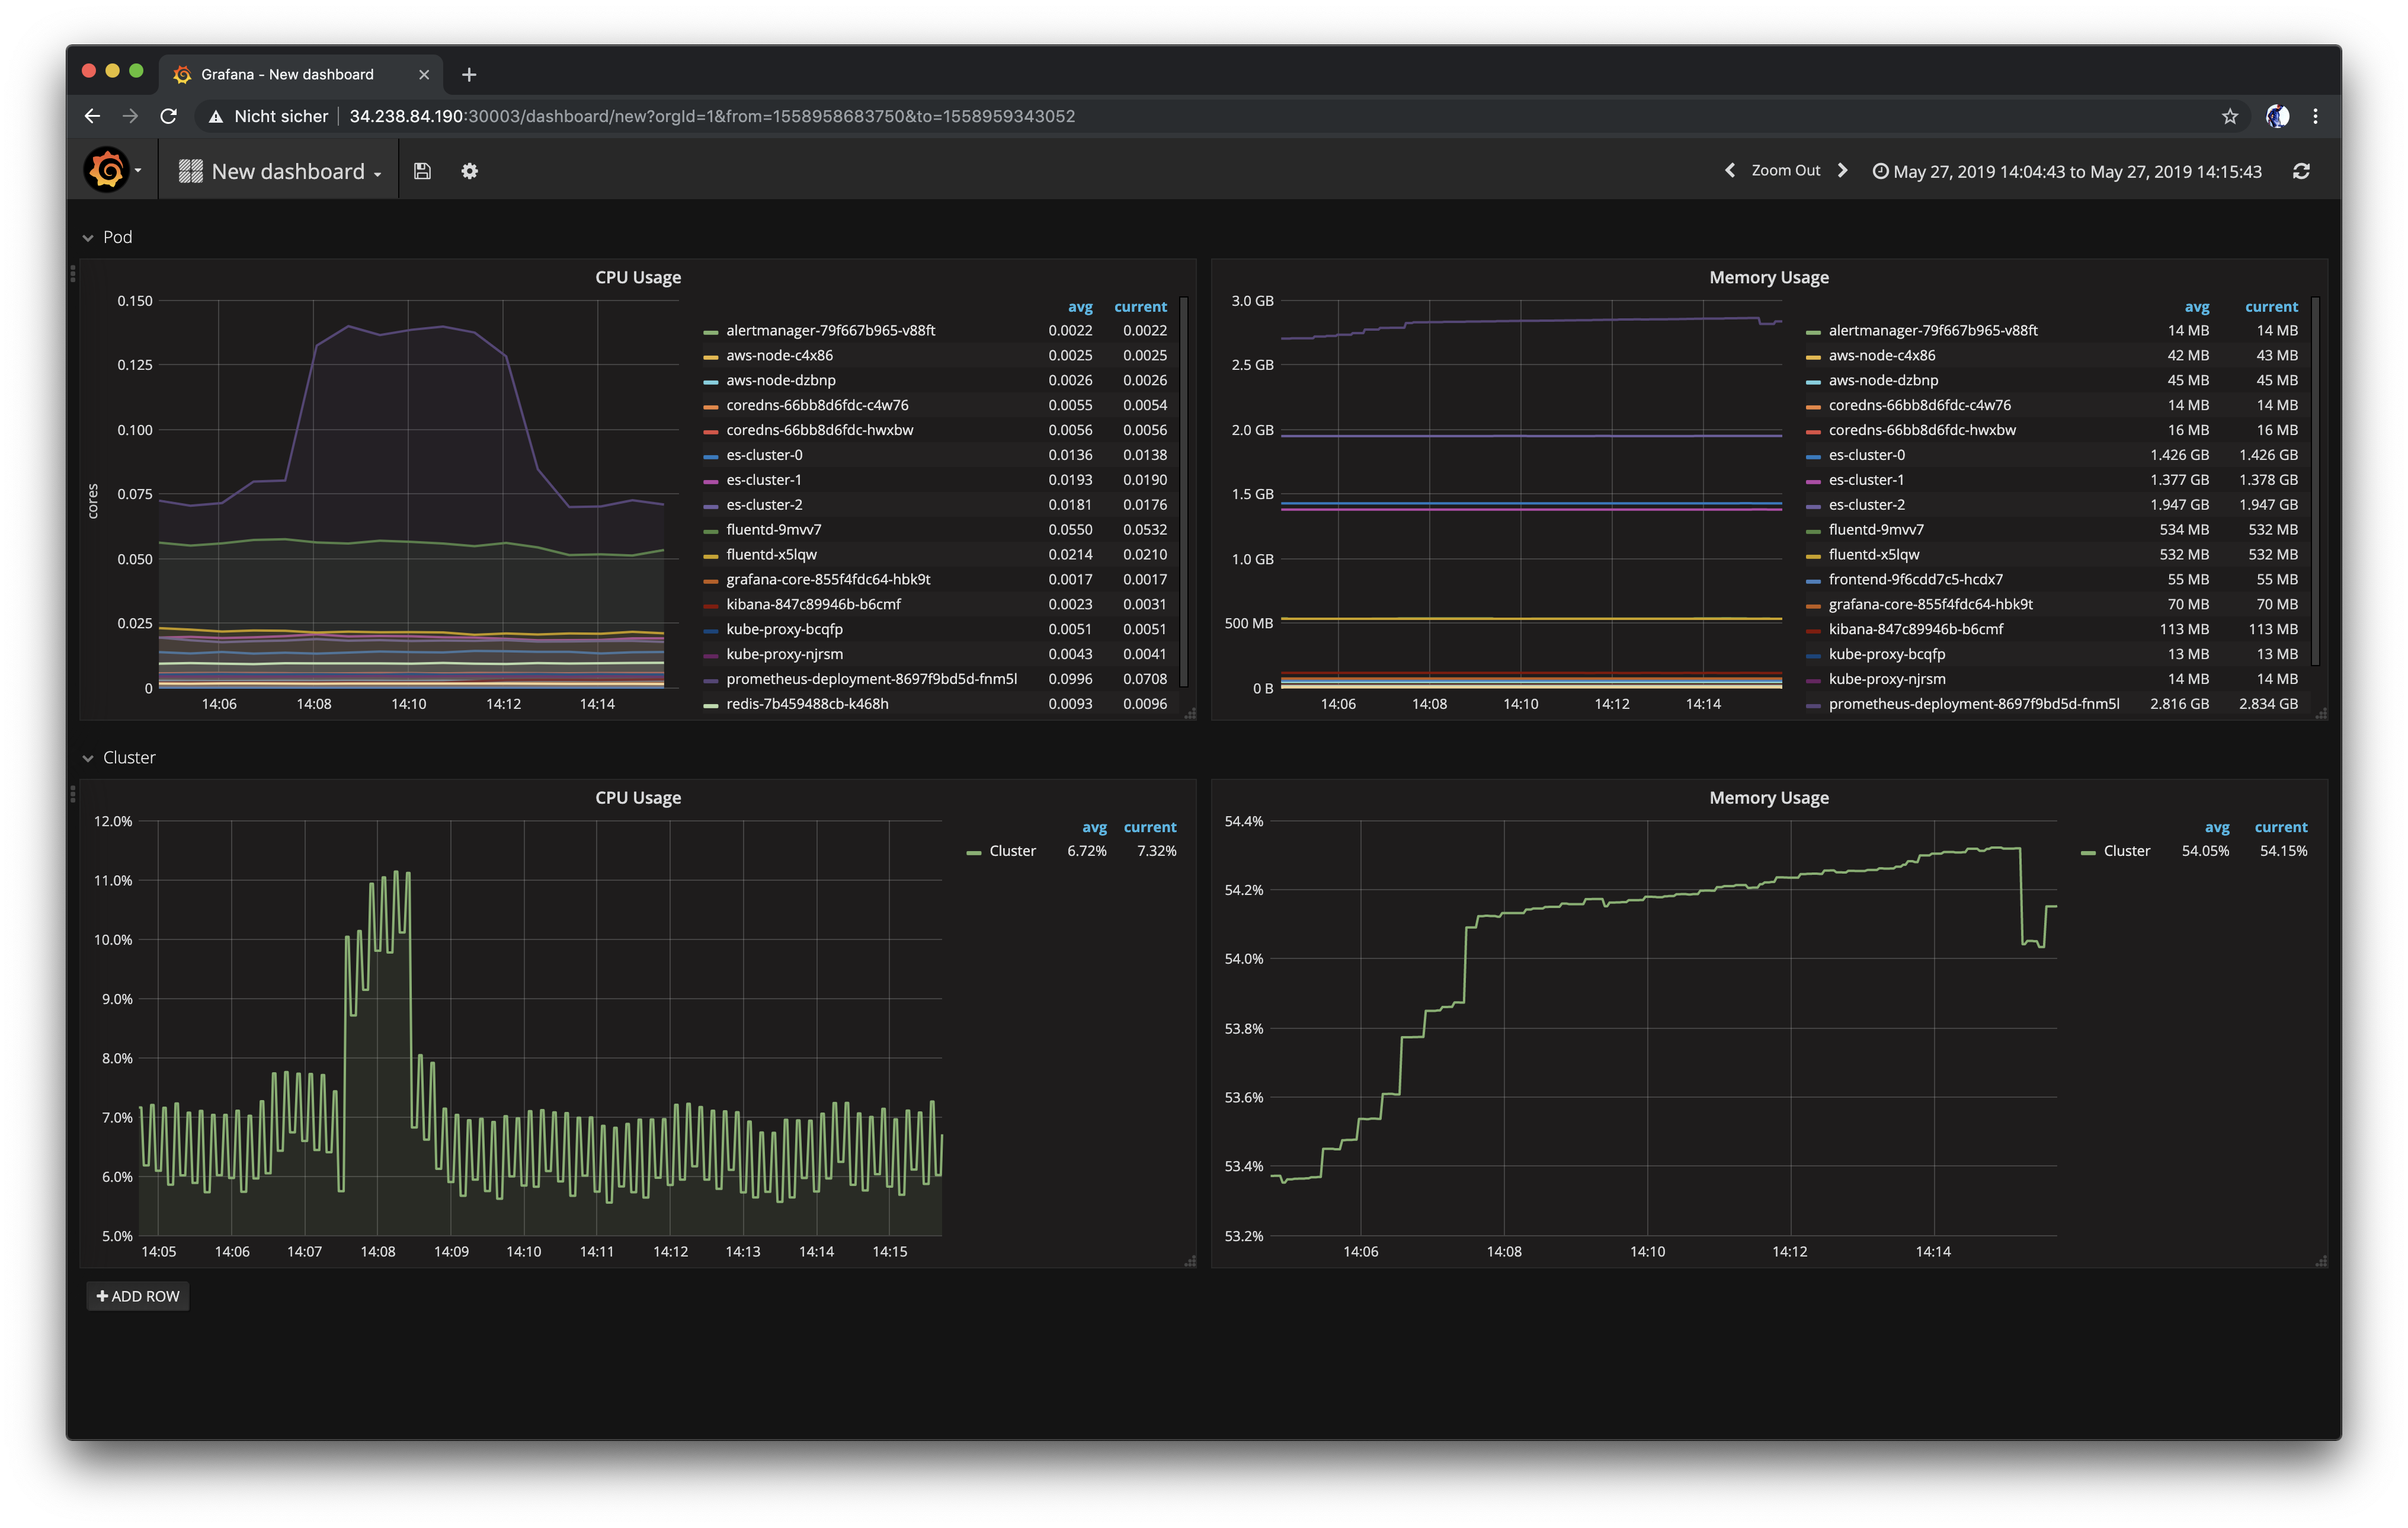 Grafana - New dashboard
Nicht sicher | 34.238.84.190:30003/dashboard/new?orgId=1&from=1558958683750&to=1558959343052
New dashboard
Zoom Out
May 27, 2019 14:04:43 to May 27, 2019 14:15:43
Pod
CPU Usage
cores
0.150
0.125
0.100
0.075
0.050
0.025
0
14:06 14:08 14:10 14:12 14:14
avg current
alertmanager-79f667b965-v88ft 0.0022 0.0022
aws-node-c4x86 0.0025 0.0025
aws-node-dzbnp 0.0026 0.0026
coredns-66bb8d6fdc-c4w76 0.0055 0.0054
coredns-66bb8d6fdc-hwxbw 0.0056 0.0056
es-cluster-0 0.0136 0.0138
es-cluster-1 0.0193 0.0190
es-cluster-2 0.0181 0.0176
fluentd-9mvv7 0.0550 0.0532
fluentd-x5lqw 0.0214 0.0210
grafana-core-855f4fdc64-hbk9t 0.0017 0.0017
kibana-847c89946b-b6cmf 0.0023 0.0031
kube-proxy-bcqfp 0.0051 0.0051
kube-proxy-njrsm 0.0043 0.0041
prometheus-deployment-8697f9bd5d-fnm5l 0.0996 0.0708
redis-7b459488cb-k468h 0.0093 0.0096
Memory Usage
3.0 GB
2.5 GB
2.0 GB
1.5 GB
1.0 GB
500 MB
0 B
14:06 14:08 14:10 14:12 14:14
avg current
alertmanager-79f667b965-v88ft 14 MB 14 MB
aws-node-c4x86 42 MB 43 MB
aws-node-dzbnp 45 MB 45 MB
coredns-66bb8d6fdc-c4w76 14 MB 14 MB
coredns-66bb8d6fdc-hwxbw 16 MB 16 MB
es-cluster-0 1.426 GB 1.426 GB
es-cluster-1 1.377 GB 1.378 GB
es-cluster-2 1.947 GB 1.947 GB
fluentd-9mvv7 534 MB 532 MB
fluentd-x5lqw 532 MB 532 MB
frontend-9f6cdd7c5-hcdx7 55 MB 55 MB
grafana-core-855f4fdc64-hbk9t 70 MB 70 MB
kibana-847c89946b-b6cmf 113 MB 113 MB
kube-proxy-bcqfp 13 MB 13 MB
kube-proxy-njrsm 14 MB 14 MB
prometheus-deployment-8697f9bd5d-fnm5l 2.816 GB 2.834 GB
Cluster
CPU Usage
12.0%
11.0%
10.0%
9.0%
8.0%
7.0%
6.0%
5.0%
14:05 14:06 14:07 14:08 14:09 14:10 14:11 14:12 14:13 14:14 14:15
avg current
Cluster 6.72% 7.32%
Memory Usage
54.4%
54.2%
54.0%
53.8%
53.6%
53.4%
53.2%
14:06 14:08 14:10 14:12 14:14
avg current
Cluster 54.05% 54.15%
+ ADD ROW